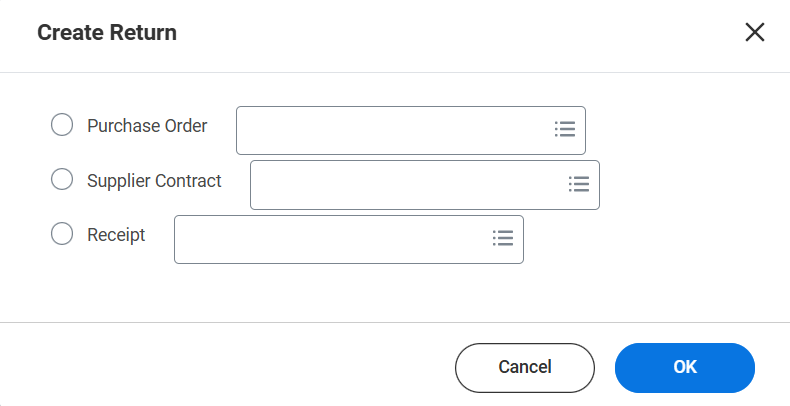 Create Return
Purchase Order
Supplier Contract
Receipt
Cancel OK